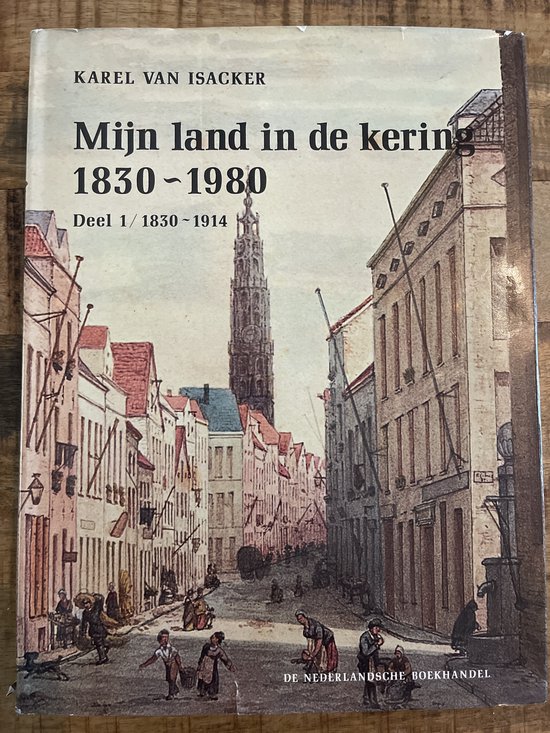 KAREL VAN ISACKER
Mijn land in de kering
1830~1980
Deel 1/1830~1914
DE NEDERLANDSCHE BOEKHANDEL